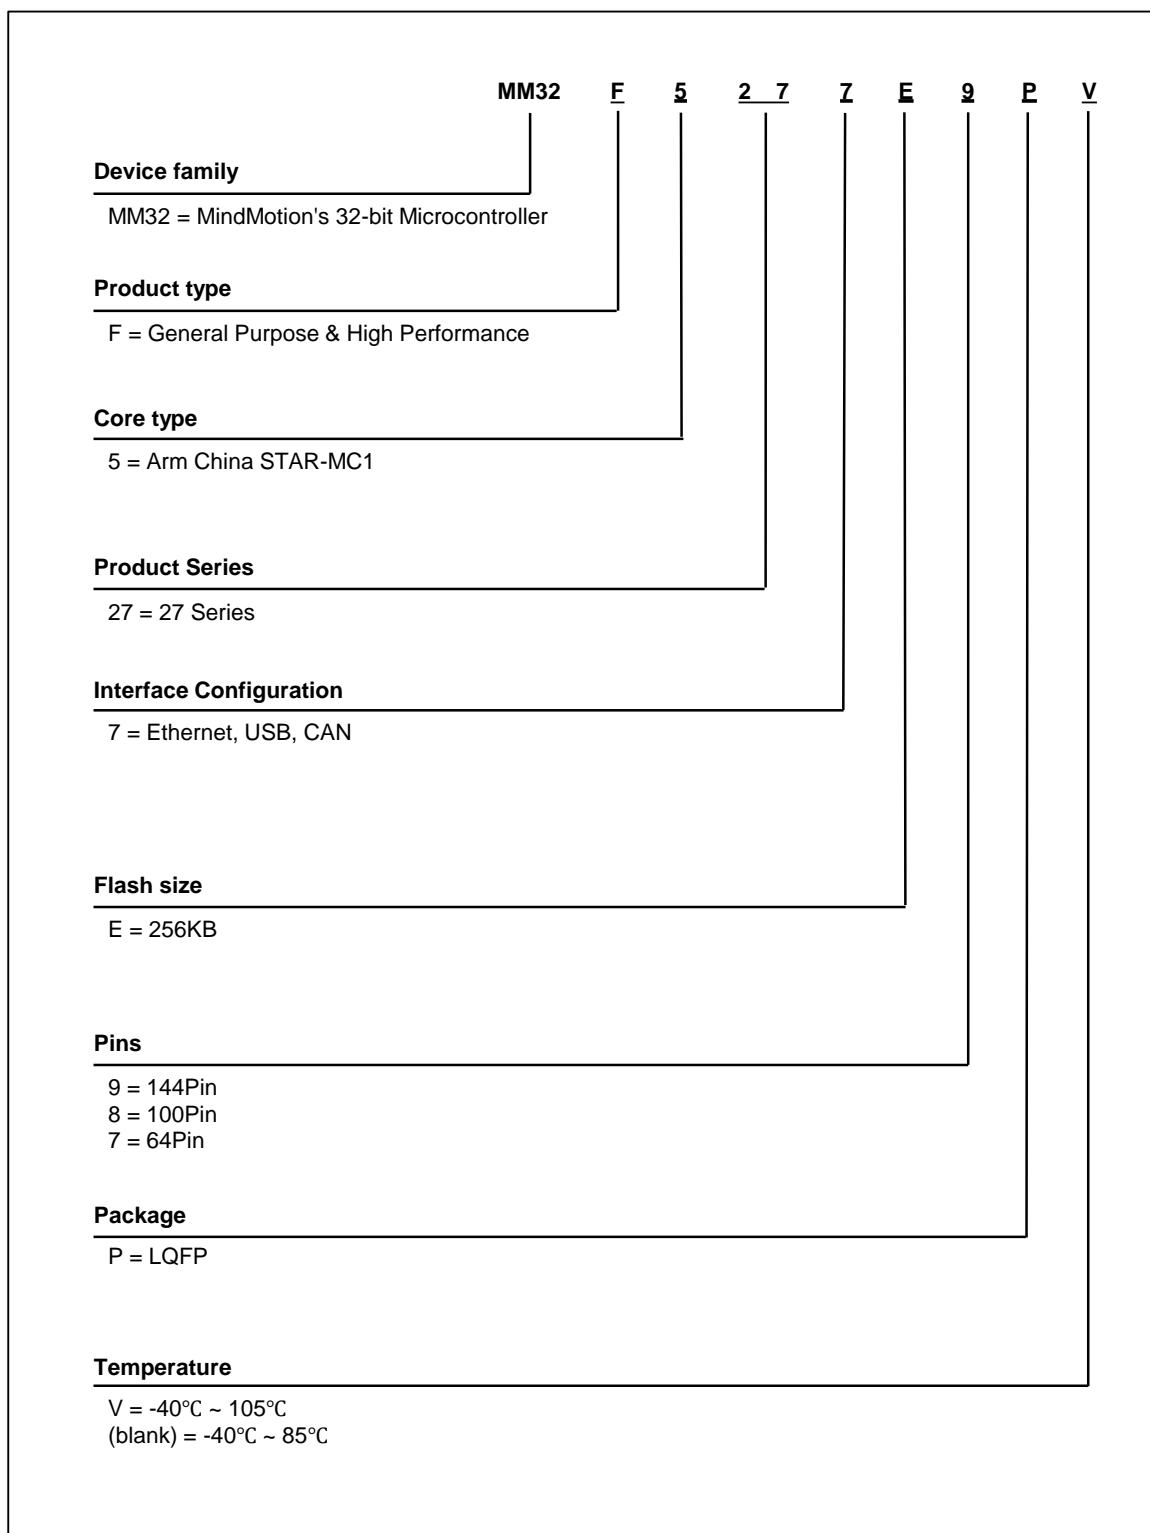 MM32 F 5 2 7 7 E 9 P V
Device family
MM32 = MindMotion's 32-bit Microcontroller
Product type
F = General Purpose & High Performance
Core type
5 = Arm China STAR-MC1
Product Series
27 = 27 Series
Interface Configuration
7 = Ethernet, USB, CAN
Flash size
E = 256KB
Pins
9 = 144Pin
8 = 100Pin
7 = 64Pin
Package
P = LQFP
Temperature
V = -40℃ ~ 105℃
(blank) = -40℃ ~ 85℃